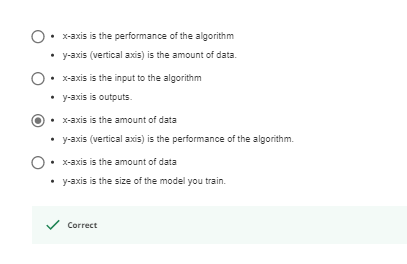 • x-axis is the performance of the algorithm
• y-axis (vertical axis) is the amount of data.
• x-axis is the input to the algorithm
• y-axis is outputs.
• x-axis is the amount of data
• y-axis (vertical axis) is the performance of the algorithm.
• x-axis is the amount of data
• y-axis is the size of the model you train.
Correct